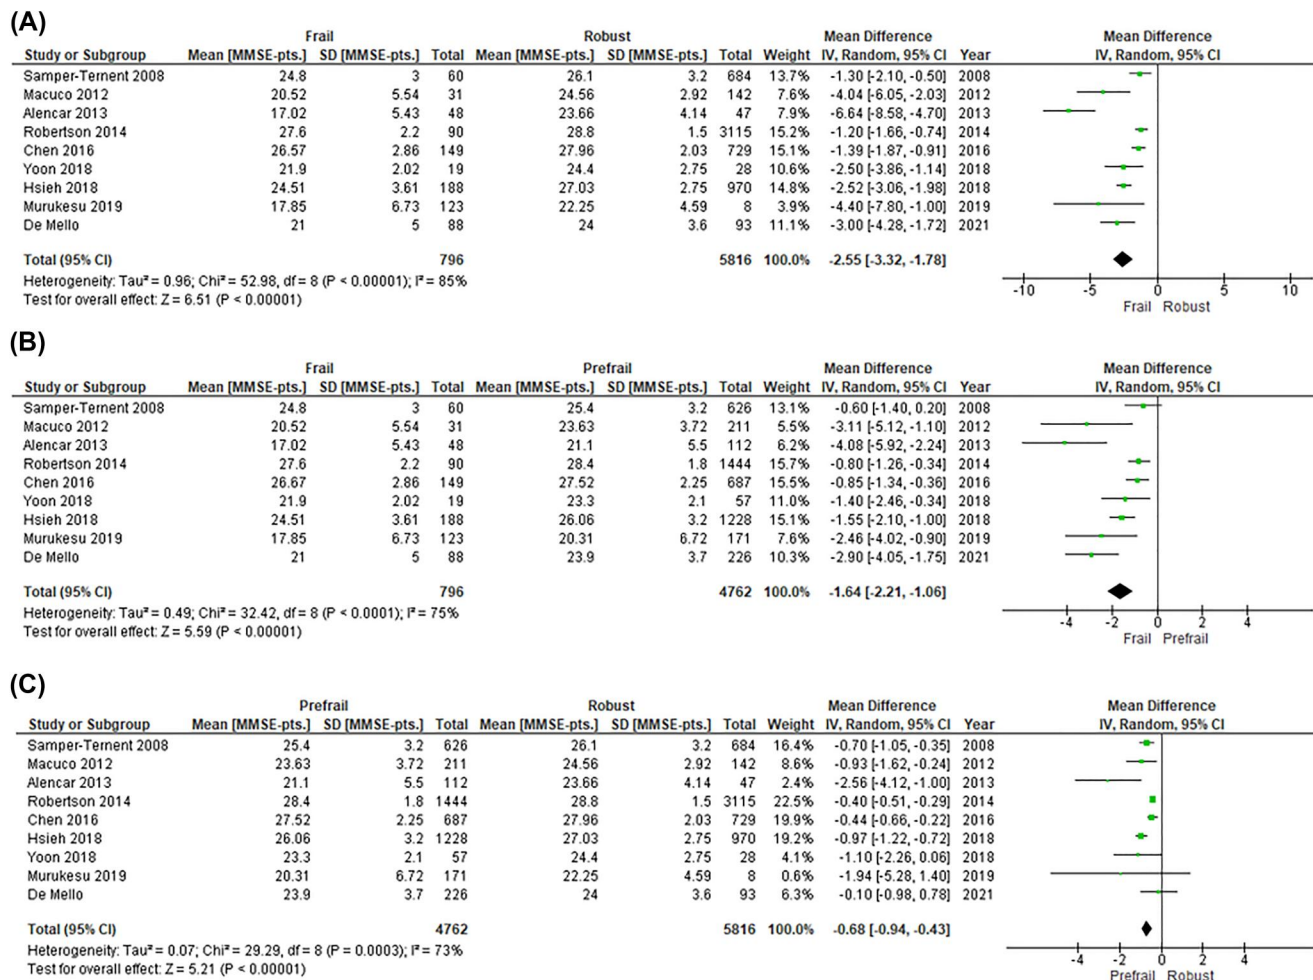 (A)
Frail Robust Mean Difference Mean Difference
Study or Subgroup Mean [MMSE-pts.] SD [MMSE-pts.] Total Mean [MMSE-pts.] SD [MMSE-pts.] Total Weight IV, Random, 95% CI Year IV, Random, 95% CI
Samper-Ternent 2008 24.8 3 60 26.1 3.2 684 13.7% -1.30 [-2.10, -0.50] 2008
Macuco 2012 20.52 5.54 31 24.56 2.92 142 7.6% -4.04 [-6.05, -2.03] 2012
Alencar 2013 17.02 5.43 48 23.66 4.14 47 7.9% -6.64 [-8.58, -4.70] 2013
Robertson 2014 27.6 2.2 90 28.8 1.5 3115 15.2% -1.20 [-1.66, -0.74] 2014
Chen 2016 26.57 2.86 149 27.96 2.03 729 15.1% -1.39 [-1.87, -0.91] 2016
Yoon 2018 21.9 2.02 19 24.4 2.75 28 10.6% -2.50 [-3.86, -1.14] 2018
Hsieh 2018 24.51 3.61 188 27.03 2.75 970 14.8% -2.52 [-3.06, -1.98] 2018
Murukesu 2019 17.85 6.73 123 22.25 4.59 8 3.9% -4.40 [-7.80, -1.00] 2019
De Mello 21 5 88 24 3.6 93 11.1% -3.00 [-4.28, -1.72] 2021
Total (95% CI) 796 5816 100.0% -2.55 [-3.32, -1.78]
Heterogeneity: Tau² = 0.96; Chi² = 52.98, df = 8 (P < 0.00001); I² = 85%
Test for overall effect: Z = 6.51 (P < 0.00001)
-10 -5 0 5 10
Frail Robust
(B)
Frail Prefrail Mean Difference Mean Difference
Study or Subgroup Mean [MMSE-pts.] SD [MMSE-pts.] Total Mean [MMSE-pts.] SD [MMSE-pts.] Total Weight IV, Random, 95% CI Year IV, Random, 95% CI
Samper-Ternent 2008 24.8 3 60 25.4 3.2 626 13.1% -0.60 [-1.40, 0.20] 2008
Macuco 2012 20.52 5.54 31 23.63 3.72 211 5.5% -3.11 [-5.12, -1.10] 2012
Alencar 2013 17.02 5.43 48 21.1 5.5 112 6.2% -4.08 [-5.92, -2.24] 2013
Robertson 2014 27.6 2.2 90 28.4 1.8 1444 15.7% -0.80 [-1.26, -0.34] 2014
Chen 2016 26.67 2.86 149 27.52 2.25 687 15.5% -0.85 [-1.34, -0.36] 2016
Yoon 2018 21.9 2.02 19 23.3 2.1 57 11.0% -1.40 [-2.46, -0.34] 2018
Hsieh 2018 24.51 3.61 188 26.06 3.2 1228 15.1% -1.55 [-2.10, -1.00] 2018
Murukesu 2019 17.85 6.73 123 20.31 6.72 171 7.6% -2.46 [-4.02, -0.90] 2019
De Mello 21 5 88 23.9 3.7 226 10.3% -2.90 [-4.05, -1.75] 2021
Total (95% CI) 796 4762 100.0% -1.64 [-2.21, -1.06]
Heterogeneity: Tau² = 0.49; Chi² = 32.42, df = 8 (P < 0.0001); I² = 75%
Test for overall effect: Z = 5.59 (P < 0.00001)
-4 -2 0 2 4
Frail Prefrail
(C)
Prefrail Robust Mean Difference Mean Difference
Study or Subgroup Mean [MMSE-pts.] SD [MMSE-pts.] Total Mean [MMSE-pts.] SD [MMSE-pts.] Total Weight IV, Random, 95% CI Year IV, Random, 95% CI
Samper-Ternent 2008 25.4 3.2 626 26.1 3.2 684 16.4% -0.70 [-1.05, -0.35] 2008
Macuco 2012 23.63 3.72 211 24.56 2.92 142 8.6% -0.93 [-1.62, -0.24] 2012
Alencar 2013 21.1 5.5 112 23.66 4.14 47 2.4% -2.56 [-4.12, -1.00] 2013
Robertson 2014 28.4 1.8 1444 28.8 1.5 3115 22.5% -0.40 [-0.51, -0.29] 2014
Chen 2016 27.52 2.25 687 27.96 2.03 729 19.9% -0.44 [-0.66, -0.22] 2016
Hsieh 2018 26.06 3.2 1228 27.03 2.75 970 19.2% -0.97 [-1.22, -0.72] 2018
Yoon 2018 23.3 2.1 57 24.4 2.75 28 4.1% -1.10 [-2.26, 0.06] 2018
Murukesu 2019 20.31 6.72 171 22.25 4.59 8 0.6% -1.94 [-5.28, 1.40] 2019
De Mello 23.9 3.7 226 24 3.6 93 6.3% -0.10 [-0.98, 0.78] 2021
Total (95% CI) 4762 5816 100.0% -0.68 [-0.94, -0.43]
Heterogeneity: Tau² = 0.07; Chi² = 29.29, df = 8 (P = 0.0003); I² = 73%
Test for overall effect: Z = 5.21 (P < 0.00001)
-4 -2 0 2 4
Prefrail Robust